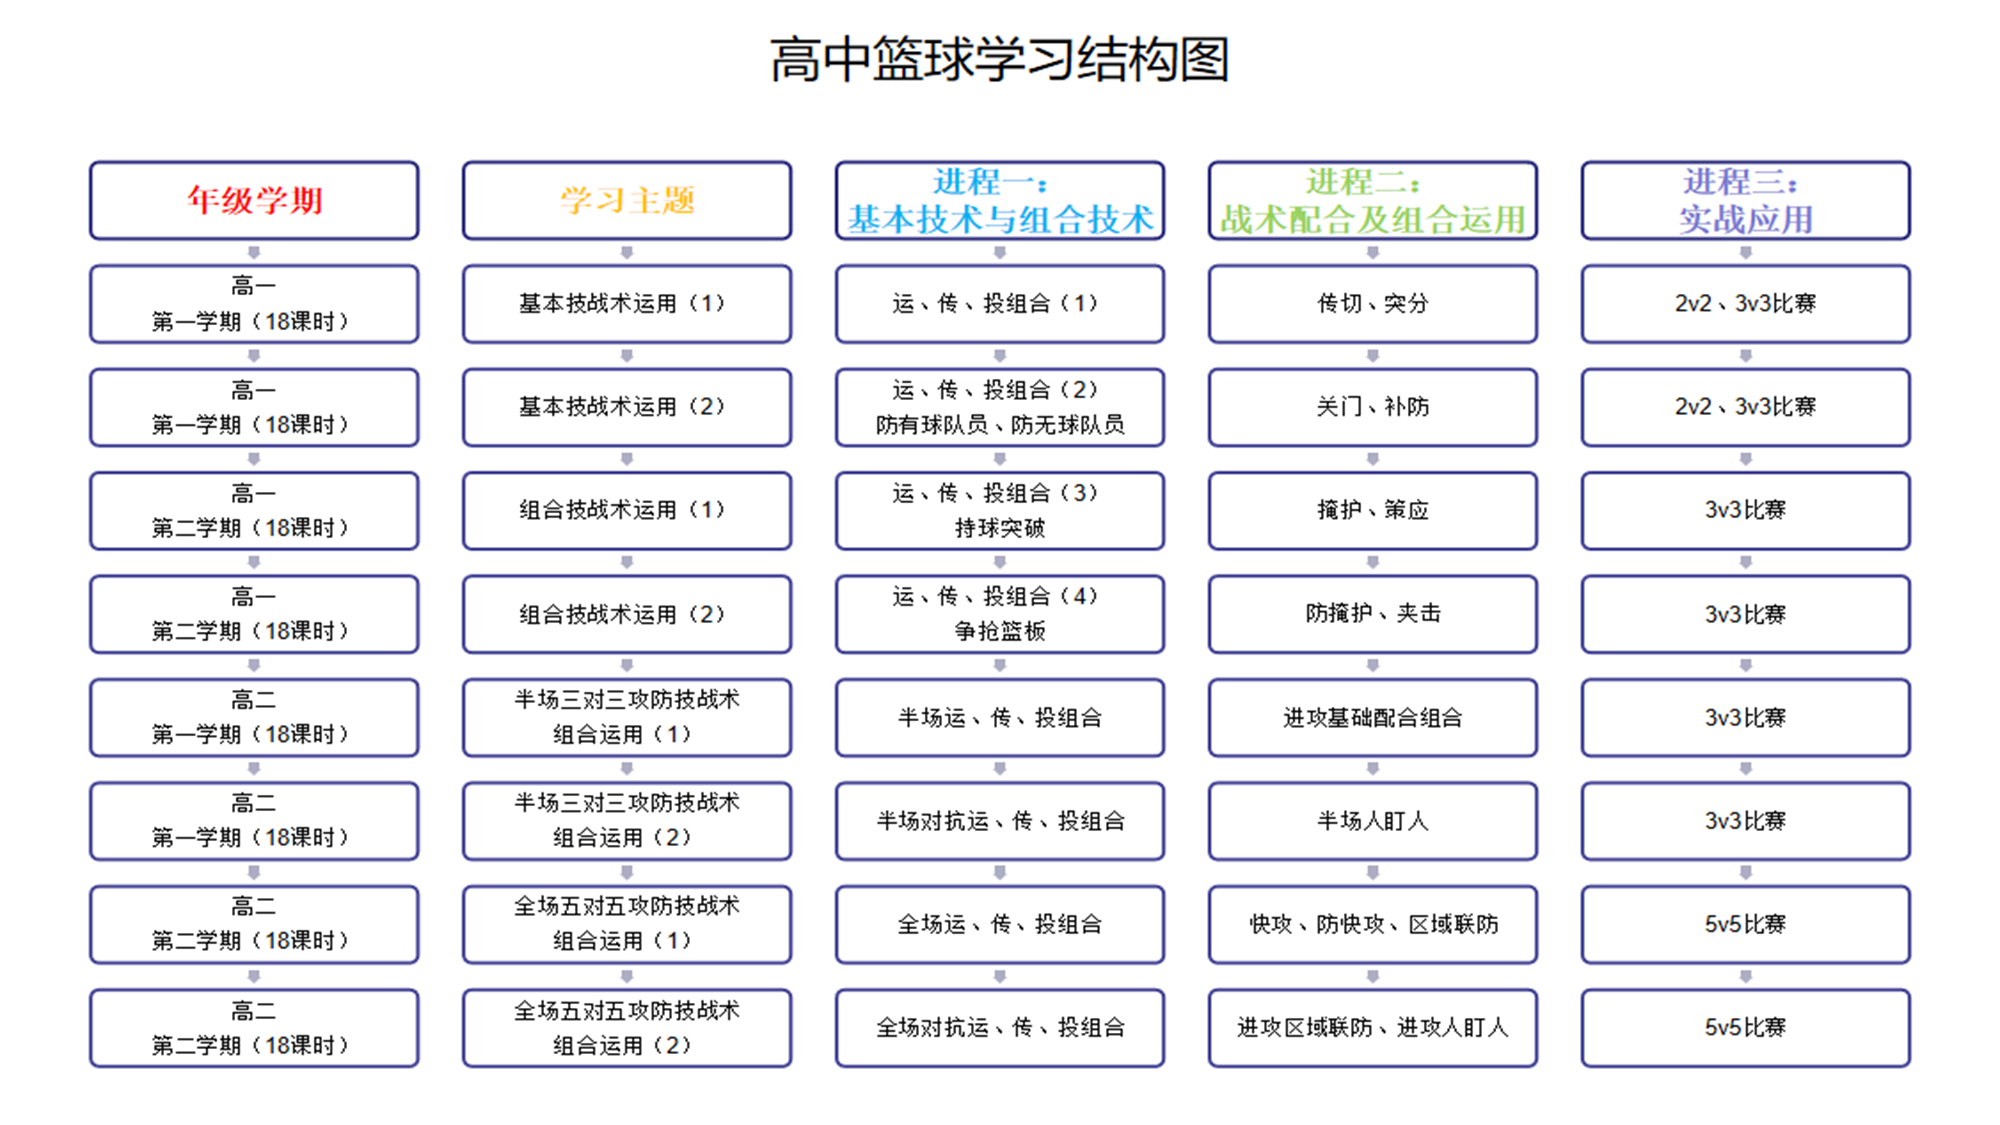 高中篮球学习结构图
年级学期
学习主题
进程一：
基本技术与组合技术
进程二：
战术配合及组合运用
进程三：
实战应用
高一
第一学期（18课时）
基本技战术运用（1）
运、传、投组合（1）
传切、突分
2v2、3v3比赛
高一
第一学期（18课时）
基本技战术运用（2）
运、传、投组合（2）
防有球队员、防无球队员
关门、补防
2v2、3v3比赛
高一
第二学期（18课时）
组合技战术运用（1）
运、传、投组合（3）
持球突破
掩护、策应
3v3比赛
高一
第二学期（18课时）
组合技战术运用（2）
运、传、投组合（4）
争抢篮板
防掩护、夹击
3v3比赛
高二
第一学期（18课时）
半场三对三攻防技战术
组合运用（1）
半场运、传、投组合
进攻基础配合组合
3v3比赛
高二
第一学期（18课时）
半场三对三攻防技战术
组合运用（2）
半场对抗运、传、投组合
半场人盯人
3v3比赛
高二
第二学期（18课时）
全场五对五攻防技战术
组合运用（1）
全场运、传、投组合
快攻、防快攻、区域联防
5v5比赛
高二
第二学期（18课时）
全场五对五攻防技战术
组合运用（2）
全场对抗运、传、投组合
进攻区域联防、进攻人盯人
5v5比赛